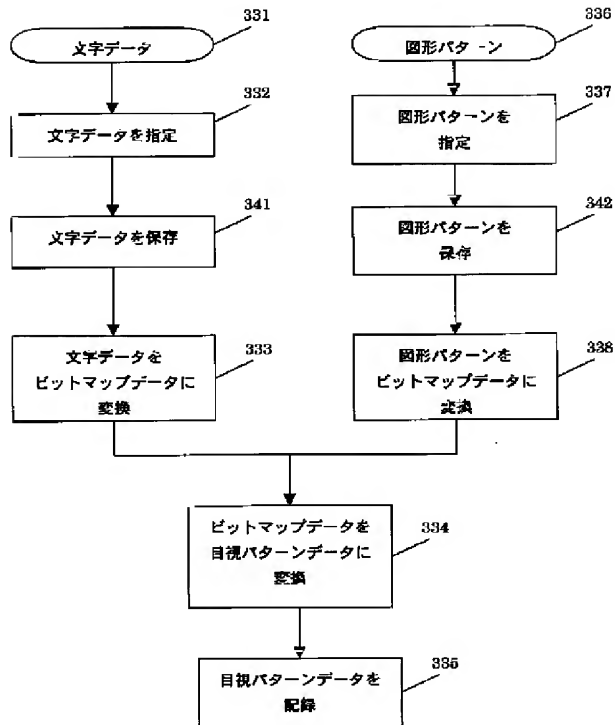 文字データ
331
文字データを指定
332
文字データを保存
341
文字データを
ビットマップデータに
変換
333
図形パターン
336
図形パターンを
指定
337
図形パターンを
保存
342
図形パターンを
ビットマップデータに
変換
338
ビットマップデータを
目視パターンデータに
変換
334
目視パターンデータを
記録
335